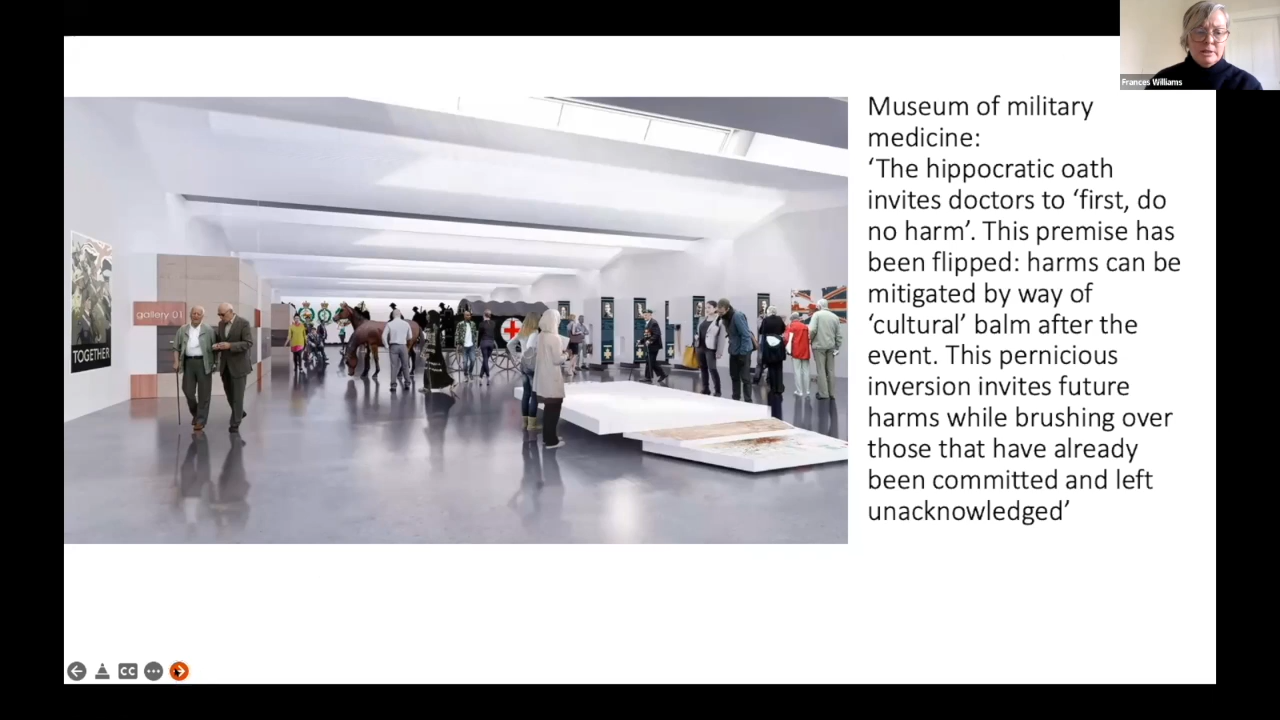 Frances Williams
Museum of military
medicine:
‘The hippocratic oath
invites doctors to ‘first, do
no harm’. This premise has
been flipped: harms can be
mitigated by way of
‘cultural’ balm after the
event. This pernicious
inversion invites future
harms while brushing over
those that have already
been committed and left
unacknowledged’
gallery 01
TOGETHER
CC